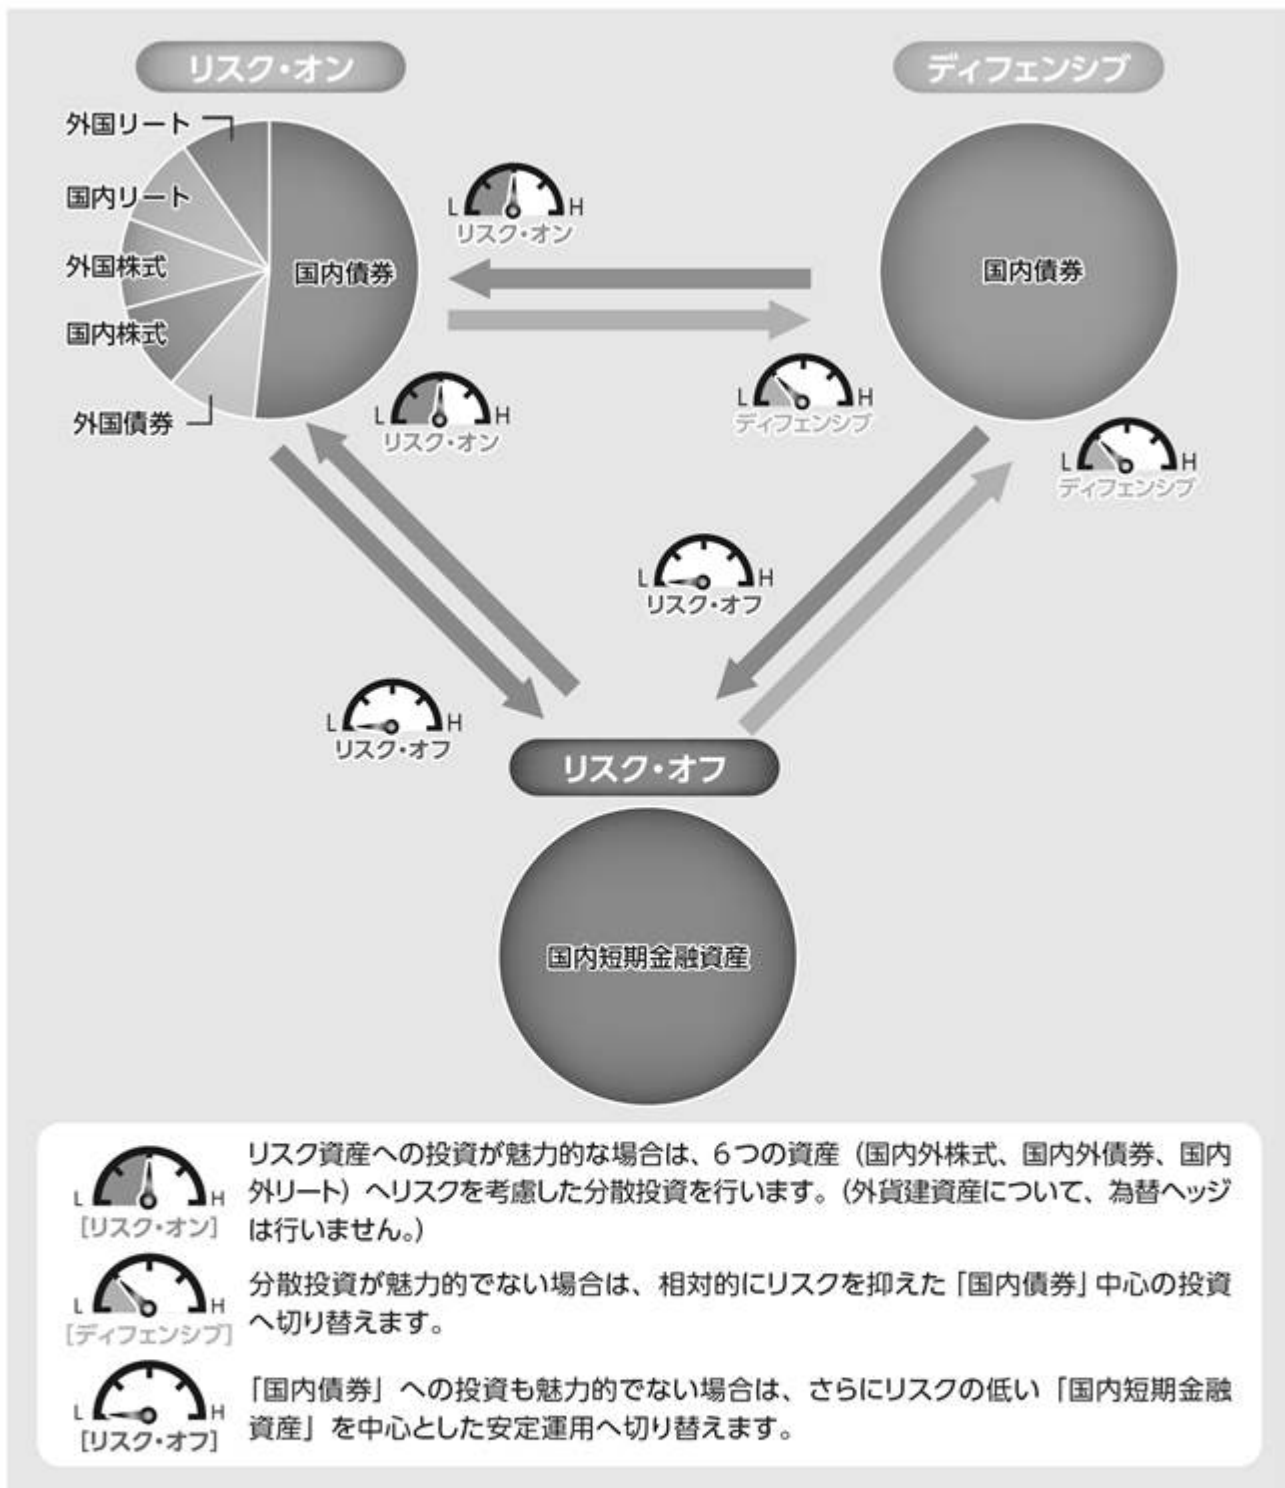 リスク・オン
ディフェンシブ
外国リート
国内リート
外国株式
国内株式
外国債券
国内債券
国内債券
L H
リスク・オン
L H
リスク・オン
L H
ディフェンシブ
L H
ディフェンシブ
L H
リスク・オフ
L H
リスク・オフ
リスク・オフ
国内短期金融資産
L H
[リスク・オン]
リスク資産への投資が魅力的な場合は、6つの資産（国内外株式、国内外債券、国内
外リート）へリスクを考慮した分散投資を行います。（外貨建資産について、為替ヘッジ
は行いません。）
L H
[ディフェンシブ]
分散投資が魅力的でない場合は、相対的にリスクを抑えた「国内債券」中心の投資
へ切り替えます。
L H
[リスク・オフ]
「国内債券」への投資も魅力的でない場合は、さらにリスクの低い「国内短期金融
資産」を中心とした安定運用へ切り替えます。